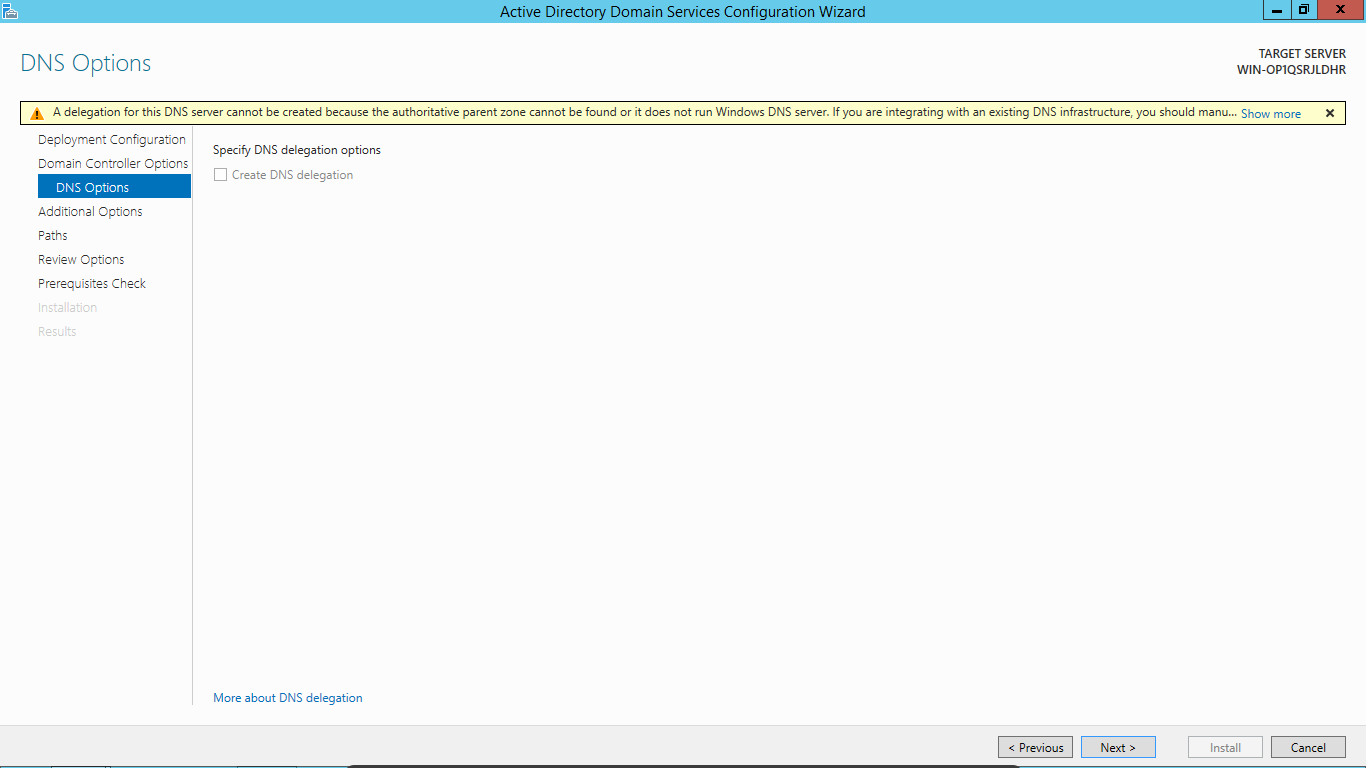 Active Directory Domain Services Configuration Wizard
DNS Options
TARGET SERVER
WIN-OP1QSRJLDHR
A delegation for this DNS server cannot be created because the authoritative parent zone cannot be found or it does not run Windows DNS server. If you are integrating with an existing DNS infrastructure, you should manu... Show more
Deployment Configuration
Domain Controller Options
DNS Options
Additional Options
Paths
Review Options
Prerequisites Check
Installation
Results
Specify DNS delegation options
Create DNS delegation
More about DNS delegation
< Previous Next > Install Cancel